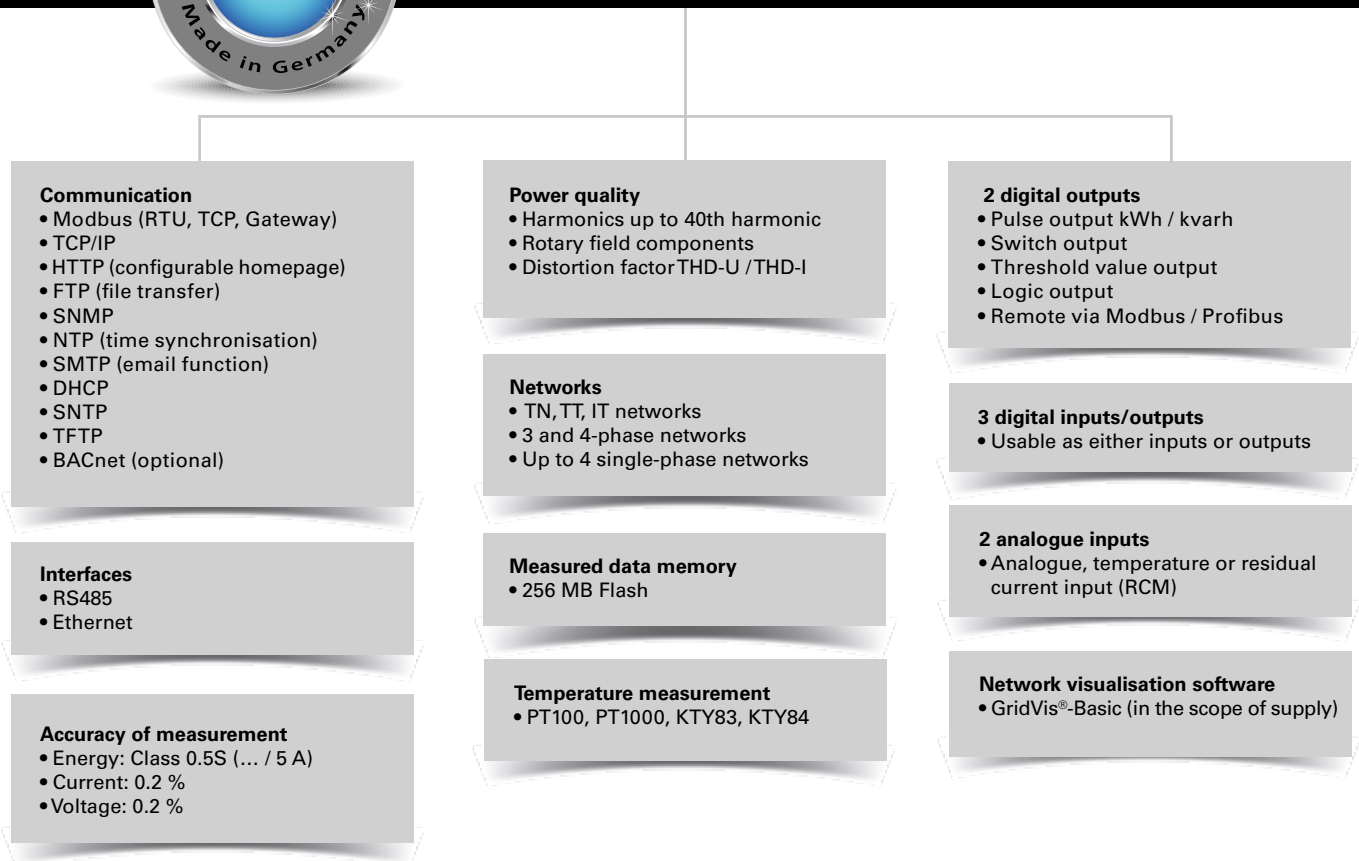 Made in Germany
Communication
• Modbus (RTU, TCP, Gateway)
• TCP/IP
• HTTP (configurable homepage)
• FTP (file transfer)
• SNMP
• NTP (time synchronisation)
• SMTP (email function)
• DHCP
• SNTP
• TFTP
• BACnet (optional)
Interfaces
• RS485
• Ethernet
Accuracy of measurement
• Energy: Class 0.5S (… / 5 A)
• Current: 0.2 %
• Voltage: 0.2 %
Power quality
• Harmonics up to 40th harmonic
• Rotary field components
• Distortion factor THD-U / THD-I
Networks
• TN, TT, IT networks
• 3 and 4-phase networks
• Up to 4 single-phase networks
Measured data memory
• 256 MB Flash
Temperature measurement
• PT100, PT1000, KTY83, KTY84
2 digital outputs
• Pulse output kWh / kvarh
• Switch output
• Threshold value output
• Logic output
• Remote via Modbus / Profibus
3 digital inputs/outputs
• Usable as either inputs or outputs
2 analogue inputs
• Analogue, temperature or residual
current input (RCM)
Network visualisation software
• GridVis®-Basic (in the scope of supply)